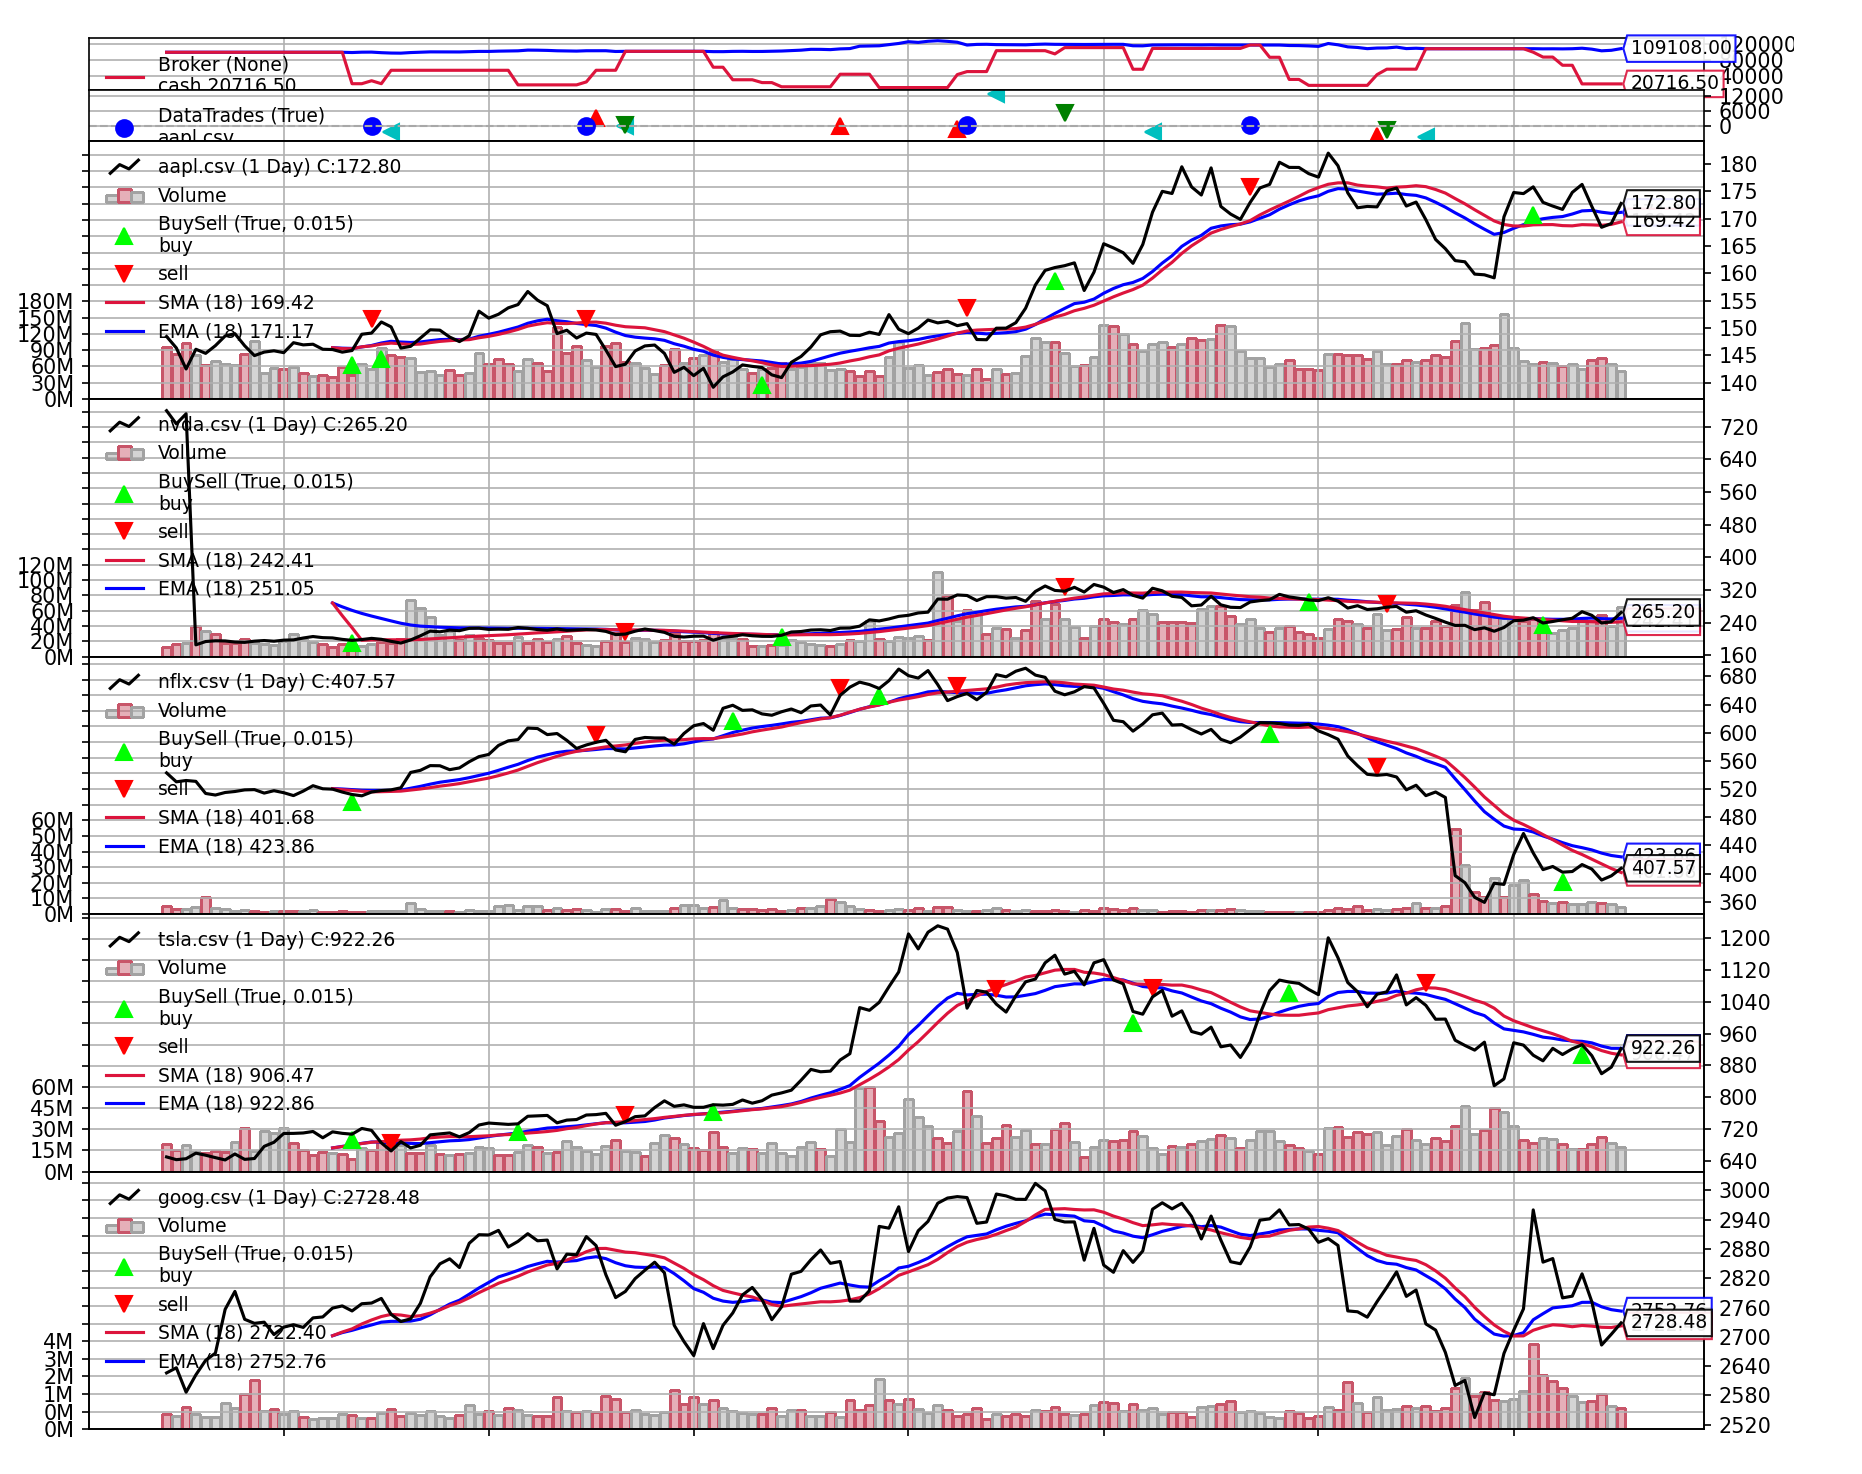 Broker (None)
cash 20716.50
109108.00
20716.50
40000
DataTrades (True)
aapl.csv
12000
6000
0
aapl.csv (1 Day) C:172.80
Volume
BuySell (True, 0.015)
buy
sell
SMA (18) 169.42
EMA (18) 171.17
180M
150M
120M
90M
60M
30M
0M
180
175
170
165
160
155
150
145
140
172.80
169.42
nvda.csv (1 Day) C:265.20
Volume
BuySell (True, 0.015)
buy
sell
SMA (18) 242.41
EMA (18) 251.05
120M
100M
80M
60M
40M
20M
0M
720
640
560
480
400
320
240
160
265.20
nflx.csv (1 Day) C:407.57
Volume
BuySell (True, 0.015)
buy
sell
SMA (18) 401.68
EMA (18) 423.86
60M
50M
40M
30M
20M
10M
0M
680
640
600
560
520
480
440
400
360
423.86
407.57
tsla.csv (1 Day) C:922.26
Volume
BuySell (True, 0.015)
buy
sell
SMA (18) 906.47
EMA (18) 922.86
60M
45M
30M
15M
0M
1200
1120
1040
960
880
800
720
640
922.26
goog.csv (1 Day) C:2728.48
Volume
BuySell (True, 0.015)
buy
sell
SMA (18) 2722.40
EMA (18) 2752.76
4M
3M
2M
1M
0M
0M
3000
2940
2880
2820
2760
2700
2640
2580
2520
2752.76
2728.48